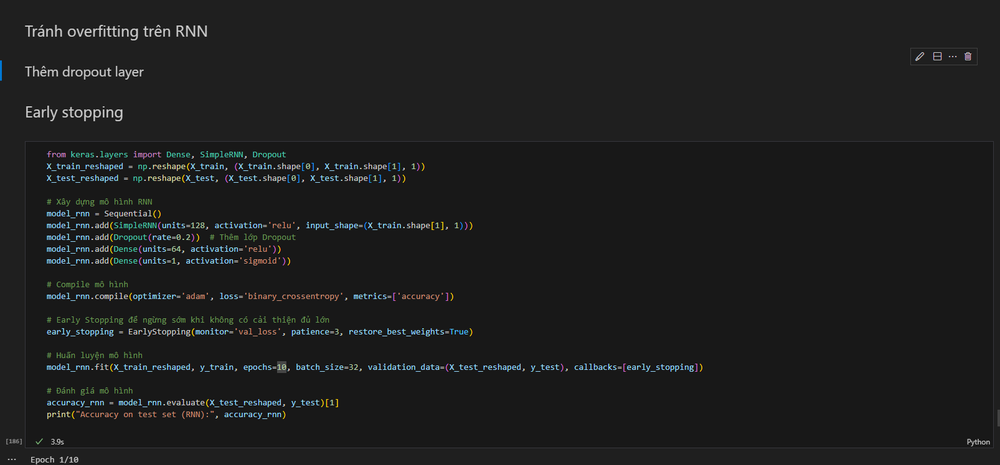 Tránh overfitting trên RNN
Thêm dropout layer
Early stopping
from keras.layers import Dense, SimpleRNN, Dropout
X_train_reshaped = np.reshape(X_train, (X_train.shape[0], X_train.shape[1], 1))
X_test_reshaped = np.reshape(X_test, (X_test.shape[0], X_test.shape[1], 1))
# Xây dựng mô hình RNN
model_rnn = Sequential()
model_rnn.add(SimpleRNN(units=128, activation='relu', input_shape=(X_train.shape[1], 1)))
model_rnn.add(Dropout(rate=0.2))  # Thêm lớp Dropout
model_rnn.add(Dense(units=64, activation='relu'))
model_rnn.add(Dense(units=1, activation='sigmoid'))
# Compile mô hình
model_rnn.compile(optimizer='adam', loss='binary_crossentropy', metrics=['accuracy'])
# Early Stopping để ngừng sớm khi không có cải thiện đủ lớn
early_stopping = EarlyStopping(monitor='val_loss', patience=3, restore_best_weights=True)
# Huấn luyện mô hình
model_rnn.fit(X_train_reshaped, y_train, epochs=10, batch_size=32, validation_data=(X_test_reshaped, y_test), callbacks=[early_stopping])
# Đánh giá mô hình
accuracy_rnn = model_rnn.evaluate(X_test_reshaped, y_test)[1]
print("Accuracy on test set (RNN):", accuracy_rnn)
[186] 3.9s Python
Epoch 1/10